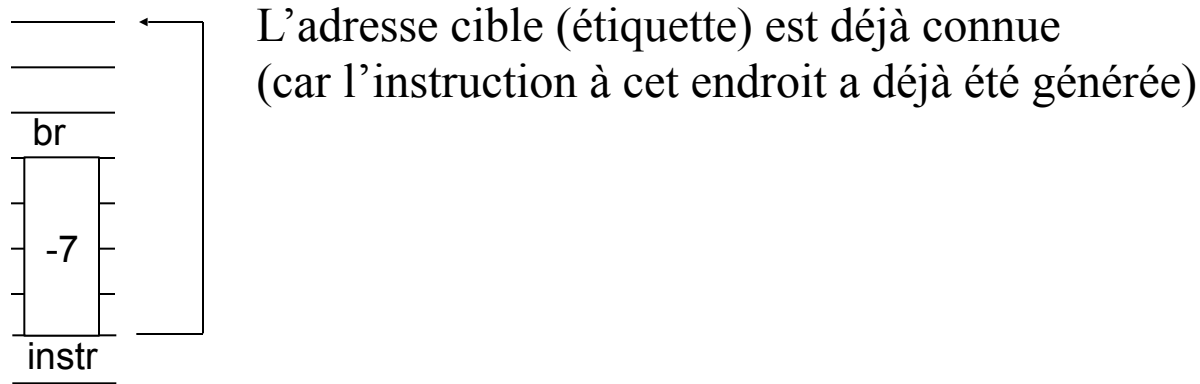 L’adresse cible (étiquette) est déjà connue
(car l’instruction à cet endroit a déjà été générée)
br
-7
instr